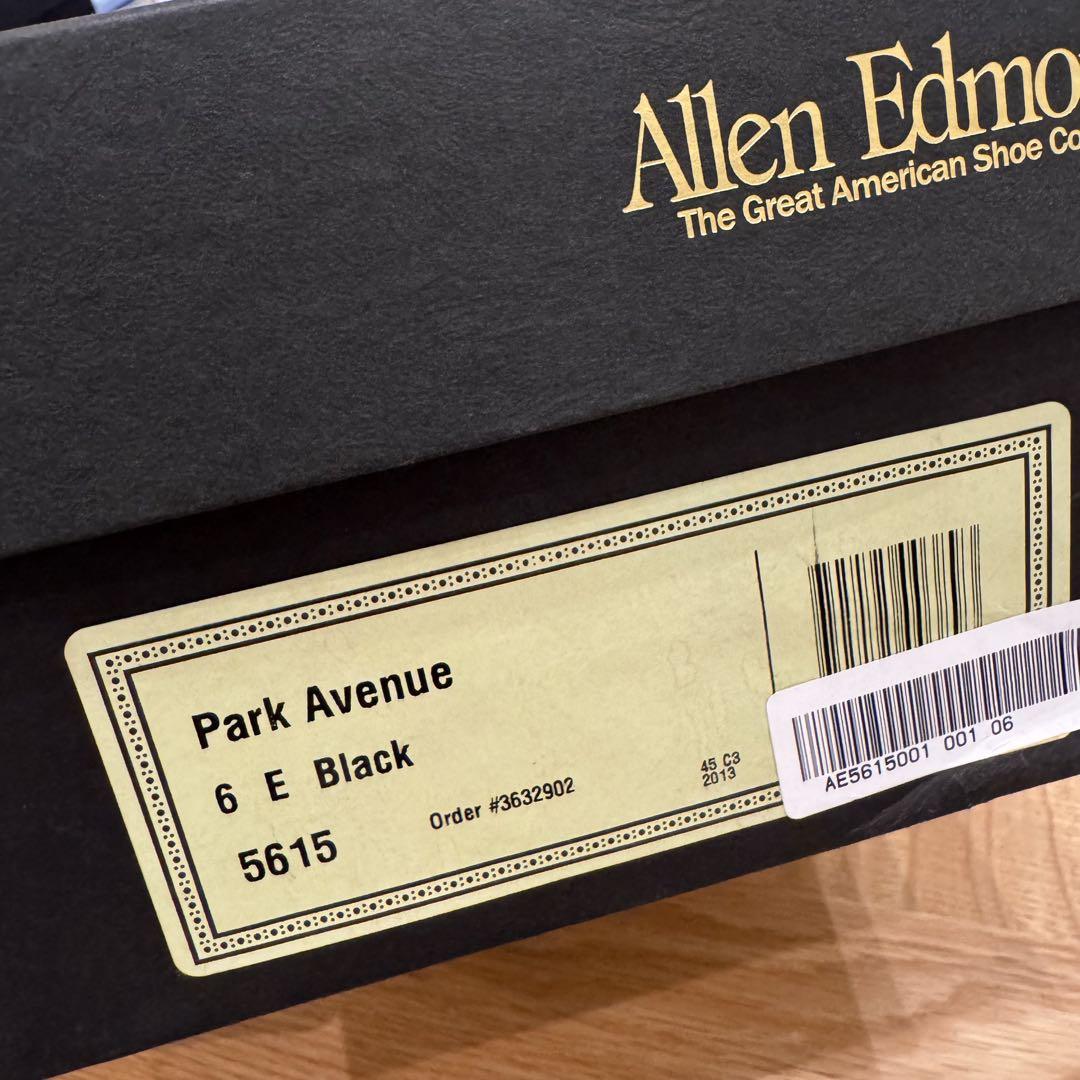 Allen Edmo
The Great American Shoe Co
Park Avenue
6 E Black
5615
Order #3632902
45 C3
2013
AE5615001 001 06